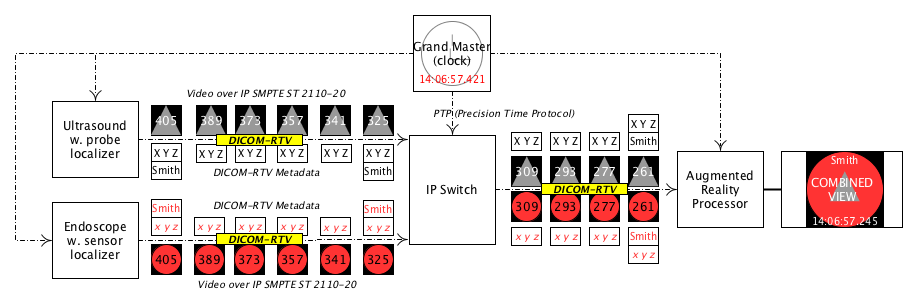 Grand Master
(clock)
14:06:57.421
Video over IP SMPTE ST 2110-20
PTP (Precision Time Protocol)
Ultrasound
w. probe
localizer
405 389 373 357 341 325
DICOM-RTV
X Y Z X Y Z X Y Z X Y Z X Y Z X Y Z
Smith Smith
DICOM-RTV Metadata
IP Switch
X Y Z X Y Z X Y Z X Y Z
Smith
309 293 277 261
DICOM-RTV
309 293 277 261
x y z x y z x y z Smith
x y z
Augmented
Reality
Processor
Smith
COMBINED
VIEW
14:06:57.245
Endoscope
w. sensor
localizer
DICOM-RTV Metadata
Smith Smith
x y z x y z x y z x y z x y z x y z
DICOM-RTV
405 389 373 357 341 325
Video over IP SMPTE ST 2110-20